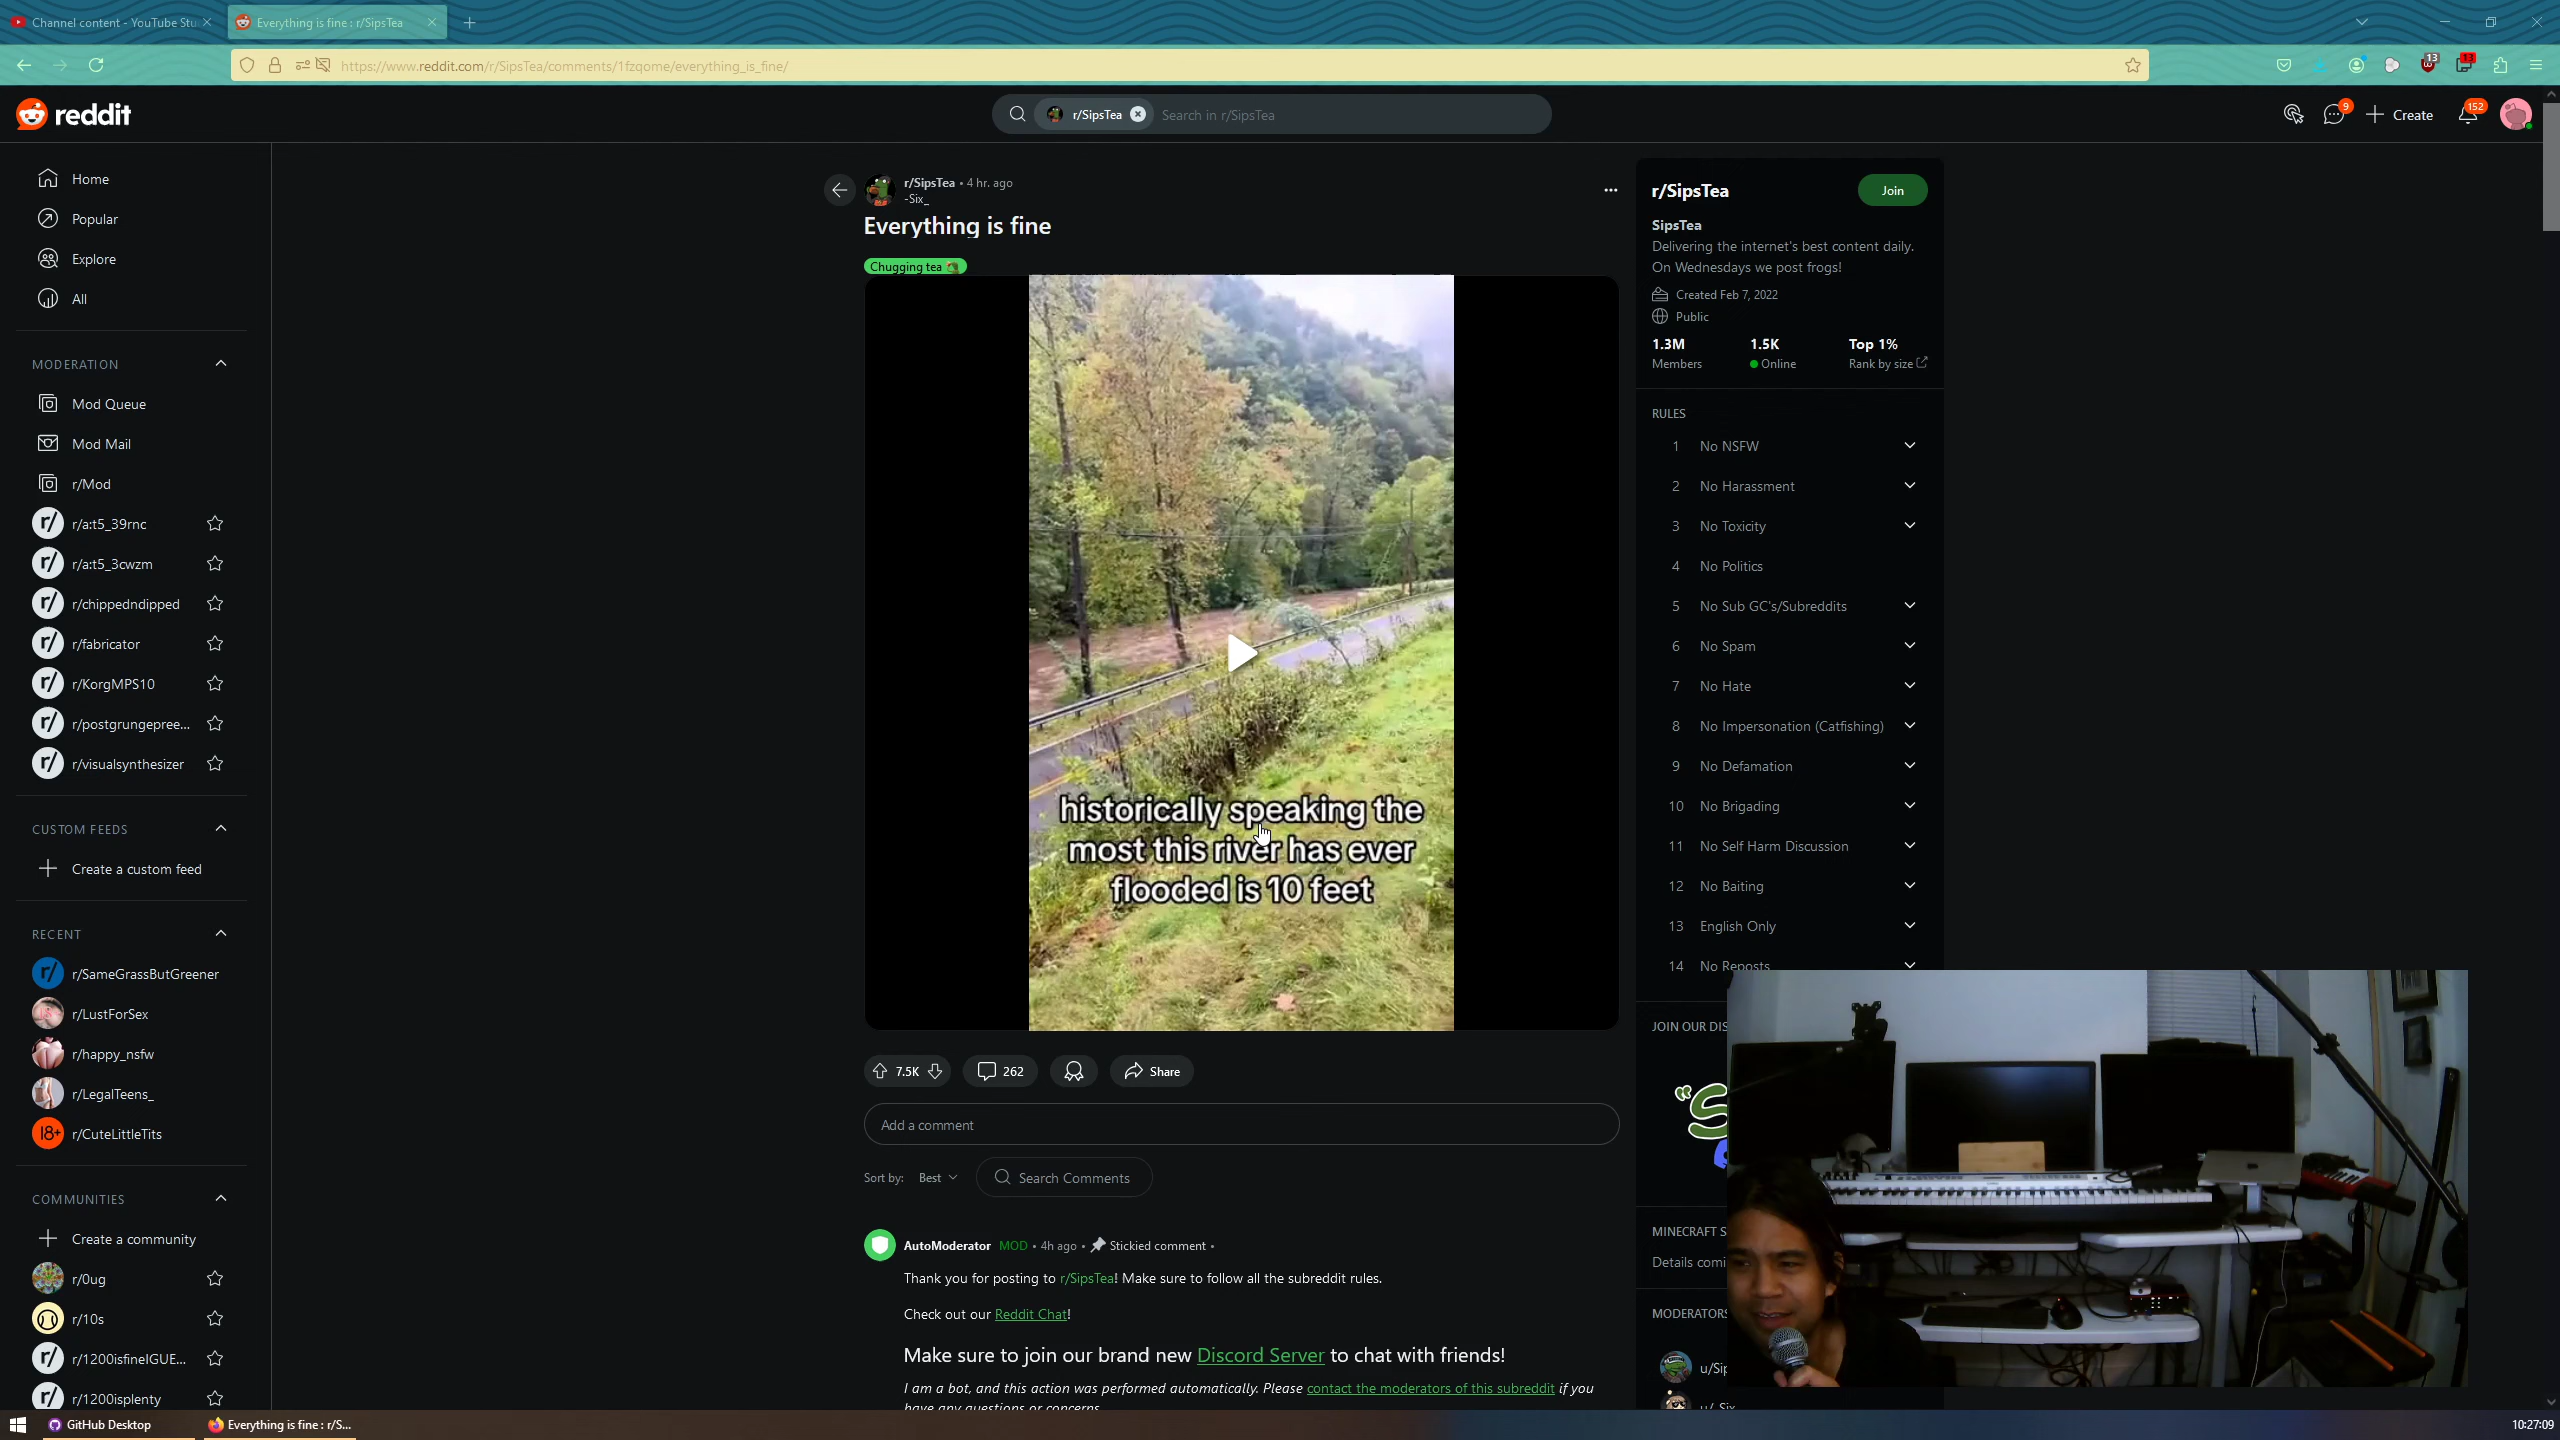 Channel content - YouTube Stu
Everything is fine : r/SipsTea
https://www.reddit.com/r/SipsTea/comments/1fzqome/everything_is_fine/
13
reddit
r/SipsTea
Search in r/SipsTea
9
Create
152
Home
Popular
Explore
All
MODERATION
Mod Queue
Mod Mail
r/Mod
r/a:t5_39rnc
r/a:t5_3cwzm
r/chippedndipped
r/fabricator
r/KorgMPS10
r/postgrungepree...
r/visualsynthesizer
CUSTOM FEEDS
Create a custom feed
RECENT
r/SameGrassButGreener
r/LustForSex
r/happy_nsfw
r/LegalTeens_
18+ r/CuteLittleTits
COMMUNITIES
Create a community
r/0ug
r/10s
r/1200isfineIGUE...
r/1200isplenty
r/SipsTea • 4 hr. ago
-Six_
Everything is fine
Chugging tea
historically speaking the
most this river has ever
flooded is 10 feet
7.5K
262
Share
Add a comment
Sort by: Best
Search Comments
AutoModerator MOD • 4h ago • Stickied comment •
Thank you for posting to r/SipsTea! Make sure to follow all the subreddit rules.
Check out our Reddit Chat!
Make sure to join our brand new Discord Server to chat with friends!
I am a bot, and this action was performed automatically. Please contact the moderators of this subreddit if you
have any questions or concerns.
r/SipsTea
Join
SipsTea
Delivering the internet's best content daily.
On Wednesdays we post frogs!
Created Feb 7, 2022
Public
1.3M 1.5K Top 1%
Members Online Rank by size
RULES
1 No NSFW
2 No Harassment
3 No Toxicity
4 No Politics
5 No Sub GC's/Subreddits
6 No Spam
7 No Hate
8 No Impersonation (Catfishing)
9 No Defamation
10 No Brigading
11 No Self Harm Discussion
12 No Baiting
13 English Only
14 No Reposts
JOIN OUR DIS
MINECRAFT S
Details comi
MODERATORS
u/Sip
u/-Six
GitHub Desktop
Everything is fine : r/S...
10:27:09